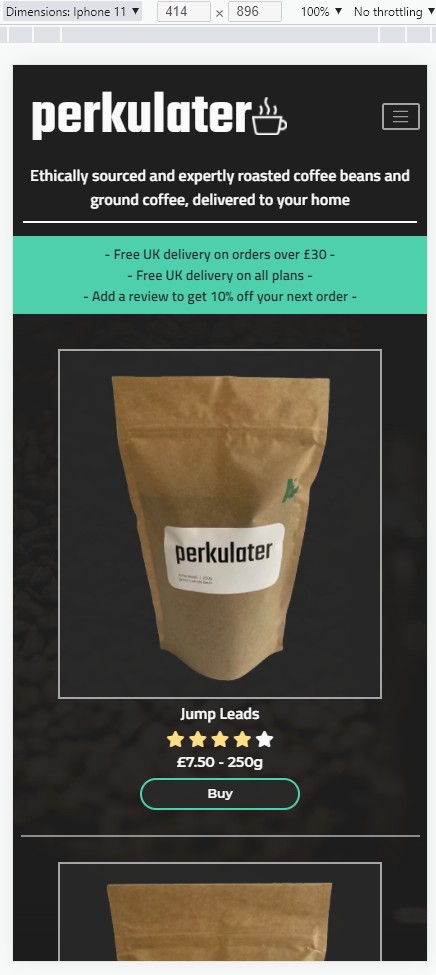 Dimensions: Iphone 11 ▼ 414 × 896 100% ▼ No throttling ▼
perkulater
Ethically sourced and expertly roasted coffee beans and
ground coffee, delivered to your home
- Free UK delivery on orders over £30 -
- Free UK delivery on all plans -
- Add a review to get 10% off your next order -
perkulater
Jump Leads
£7.50 - 250g
Buy